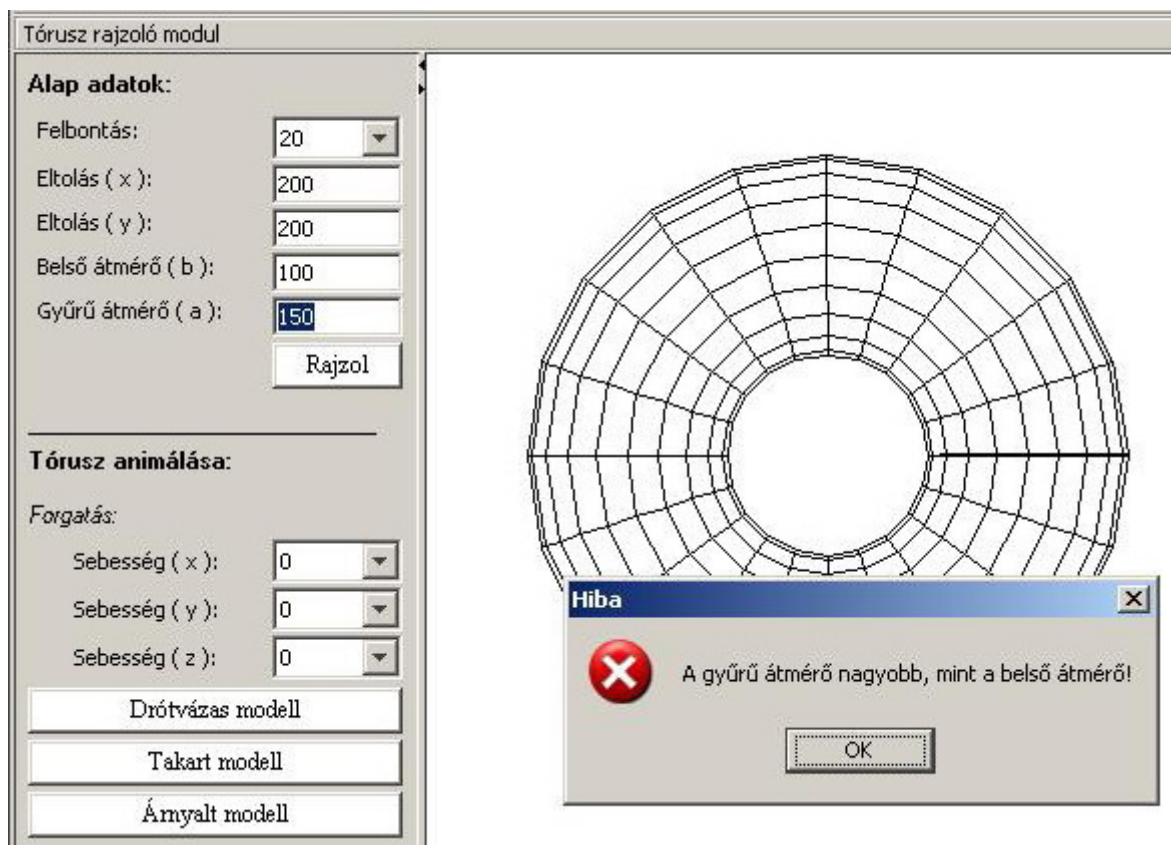 Tórusz rajzoló modul
Alap adatok:
Felbontás:
20
Eltolás ( x ):
200
Eltolás ( y ):
200
Belső átmérő ( b ):
100
Gyűrű átmérő ( a ):
150
Rajzol
Tórusz animálása:
Forgatás:
Sebesség ( x ):
0
Sebesség ( y ):
0
Sebesség ( z ):
0
Drótvázas modell
Takart modell
Árnyalt modell
Hiba
A gyűrű átmérő nagyobb, mint a belső átmérő!
OK